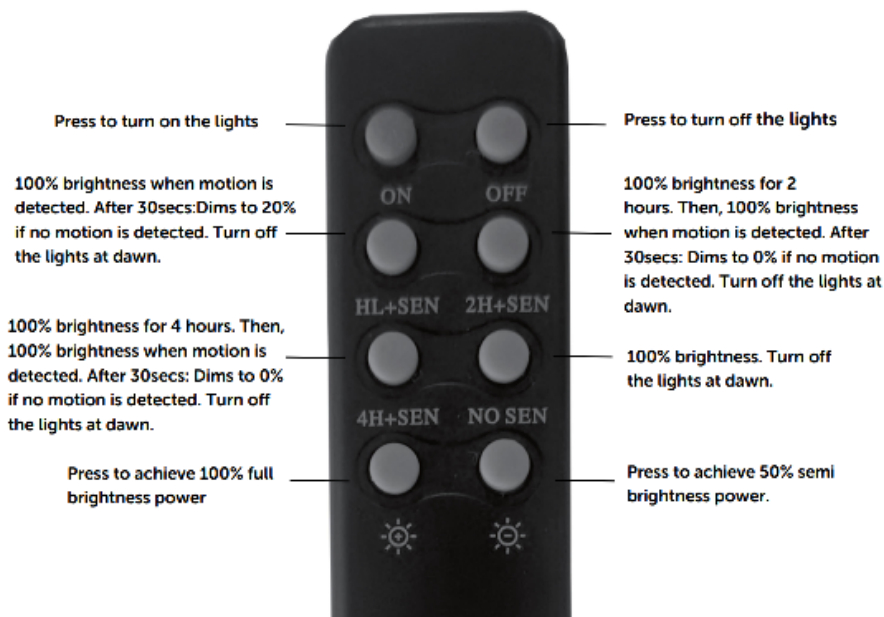 Press to turn on the lights
Press to turn off the lights
ON
OFF
100% brightness when motion is
detected. After 30secs:Dims to 20%
if no motion is detected. Turn off
the lights at dawn.
100% brightness for 2
hours. Then, 100% brightness
when motion is detected. After
30secs: Dims to 0% if no motion
is detected. Turn off the lights at
dawn.
HL+SEN
2H+SEN
100% brightness for 4 hours. Then,
100% brightness when motion is
detected. After 30secs: Dims to 0%
if no motion is detected. Turn off
the lights at dawn.
100% brightness. Turn off
the lights at dawn.
4H+SEN
NO SEN
Press to achieve 100% full
brightness power
Press to achieve 50% semi
brightness power.